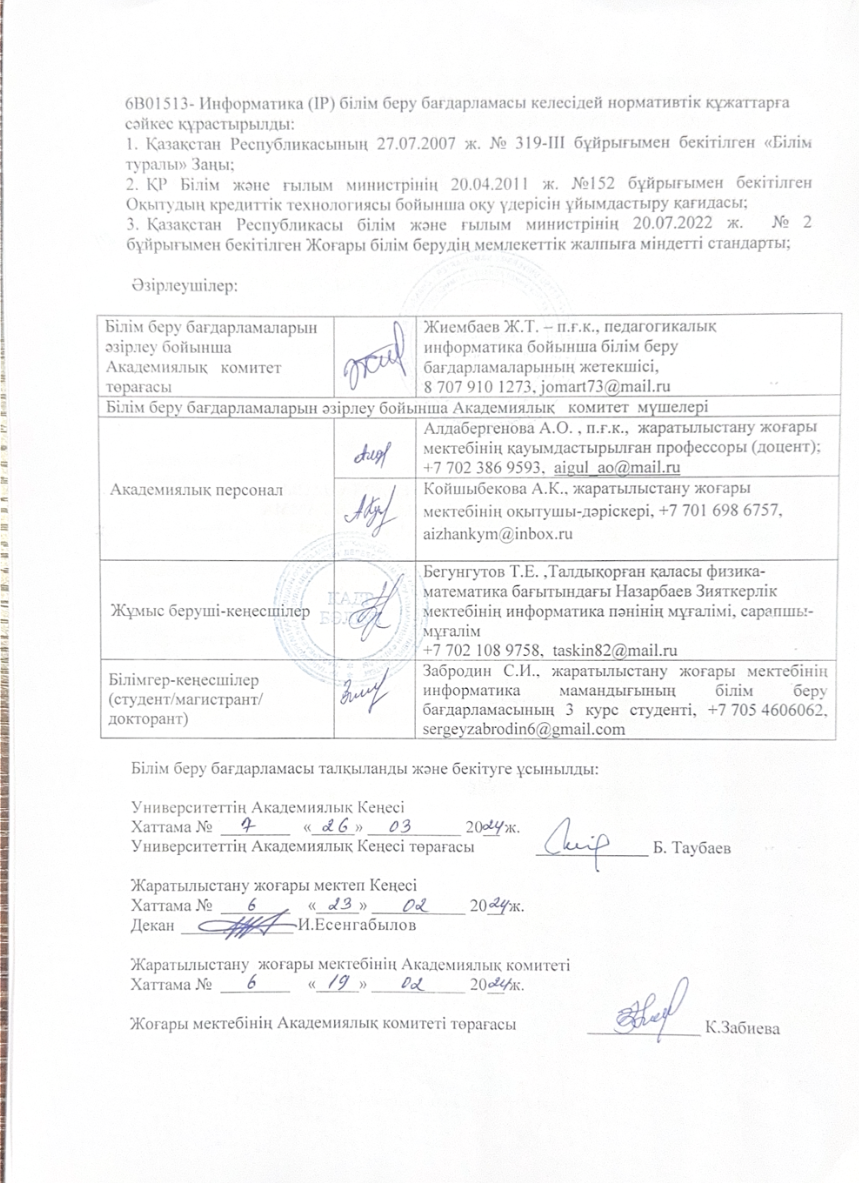 6В01513- Информатика (IP) білім беру бағдарламасы келесідей нормативтік құжаттарға
сәйкес құрастырылды:
1. Қазақстан Республикасының 27.07.2007 ж. № 319-III бұйрығымен бекітілген «Білім
туралы» Заңы;
2. ҚР Білім және ғылым министрінің 20.04.2011 ж. №152 бұйрығымен бекітілген
Оқытудың кредиттік технологиясы бойынша оқу үдерісін ұйымдастыру қағидасы;
3. Қазақстан Республикасы білім және ғылым министрінің 20.07.2022 ж. № 2
бұйрығымен бекітілген Жоғары білім берудің мемлекеттік жалпыға міндетті стандарты;
Әзірлеушілер:
Білім беру бағдарламаларын
әзірлеу бойынша
Академиялық комитет
төрағасы
Жиембаев Ж.Т. – п.ғ.к., педагогикалық
информатика бойынша білім беру
бағдарламаларының жетекшісі,
8 707 910 1273, jomart73@mail.ru
Білім беру бағдарламаларын әзірлеу бойынша Академиялық комитет мүшелері
Академиялық персонал
Алдабергенова А.О. , п.ғ.к., жаратылыстану жоғары
мектебінің қауымдастырылған профессоры (доцент);
+7 702 386 9593, aigul_ao@mail.ru
Койшыбекова А.К., жаратылыстану жоғары
мектебінің оқытушы-дәріскері, +7 701 698 6757,
aizhankym@inbox.ru
Жұмыс беруші-кеңесшілер
КАДР
Бегунгутов Т.Е. ,Талдықорған қаласы физика-
математика бағытындағы Назарбаев Зияткерлік
мектебінің информатика пәнінің мұғалімі, сарапшы-
мұғалім
+7 702 108 9758, taskin82@mail.ru
Білімгер-кеңесшілер
(студент/магистрант/
докторант)
Забродин С.И., жаратылыстану жоғары мектебінің
информатика мамандығының білім беру
бағдарламасының 3 курс студенті, +7 705 4606062,
sergeyzabrodin6@gmail.com
Білім беру бағдарламасы талқыланды және бекітуге ұсынылды:
Университеттің Академиялық Кеңесі
Хаттама № 7 « 26 » 03 2024ж.
Университеттің Академиялық Кеңесі төрағасы Б. Таубаев
Жаратылыстану жоғары мектеп Кеңесі
Хаттама № 6 « 23 » 02 2024ж.
Декан И.Есенгабылов
Жаратылыстану жоғары мектебінің Академиялық комитеті
Хаттама № 6 « 19 » 02 2024ж.
Жоғары мектебінің Академиялық комитеті төрағасы К.Забиева